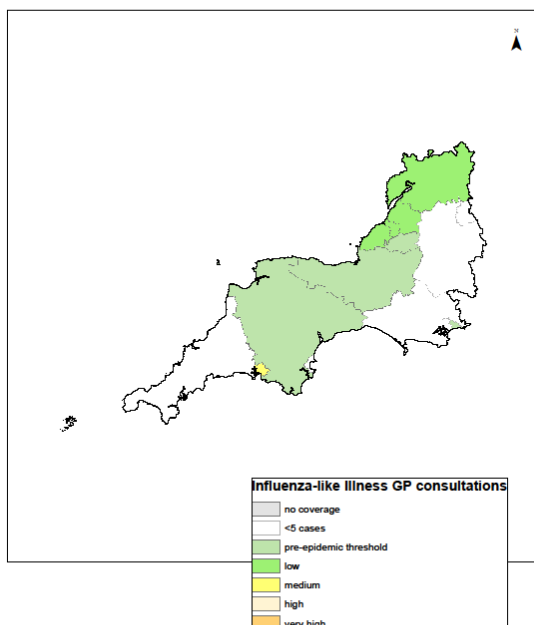 N
Influenza-like Illness GP consultations
no coverage
<5 cases
pre-epidemic threshold
low
medium
high
very high